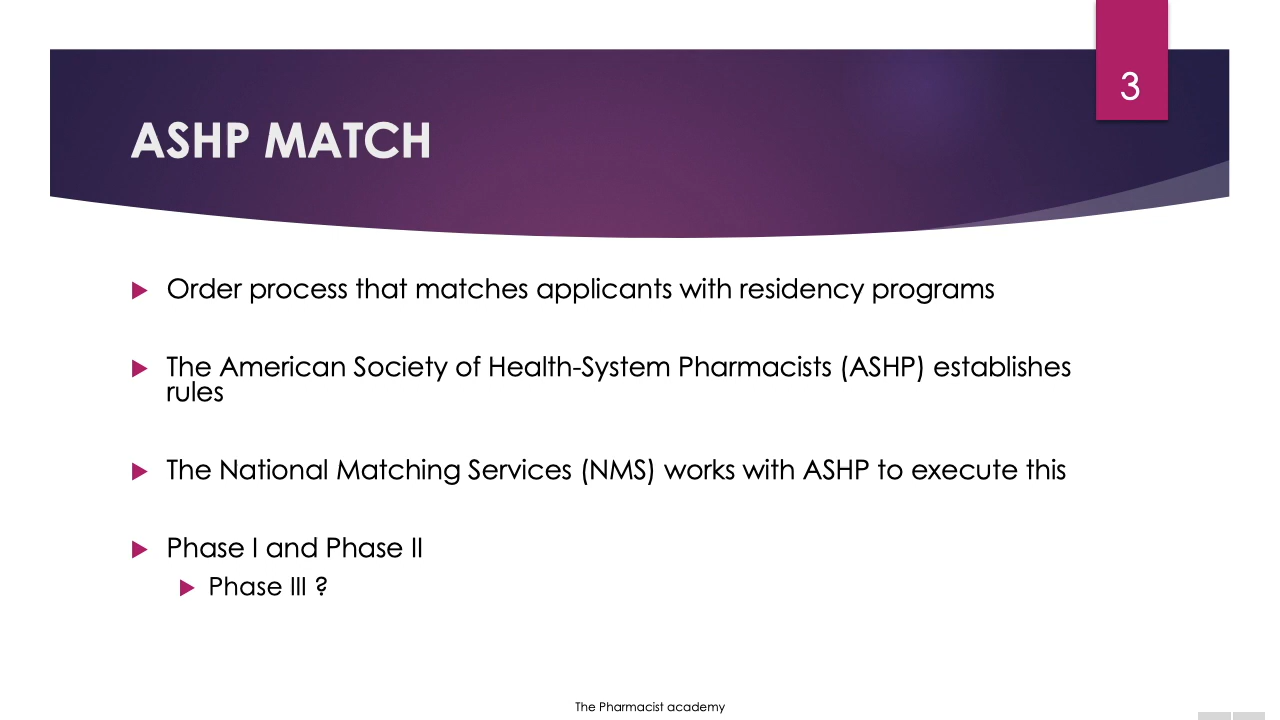 3
ASHP MATCH
Order process that matches applicants with residency programs
The American Society of Health-System Pharmacists (ASHP) establishes
rules
The National Matching Services (NMS) works with ASHP to execute this
Phase I and Phase II
Phase III ?
The Pharmacist academy